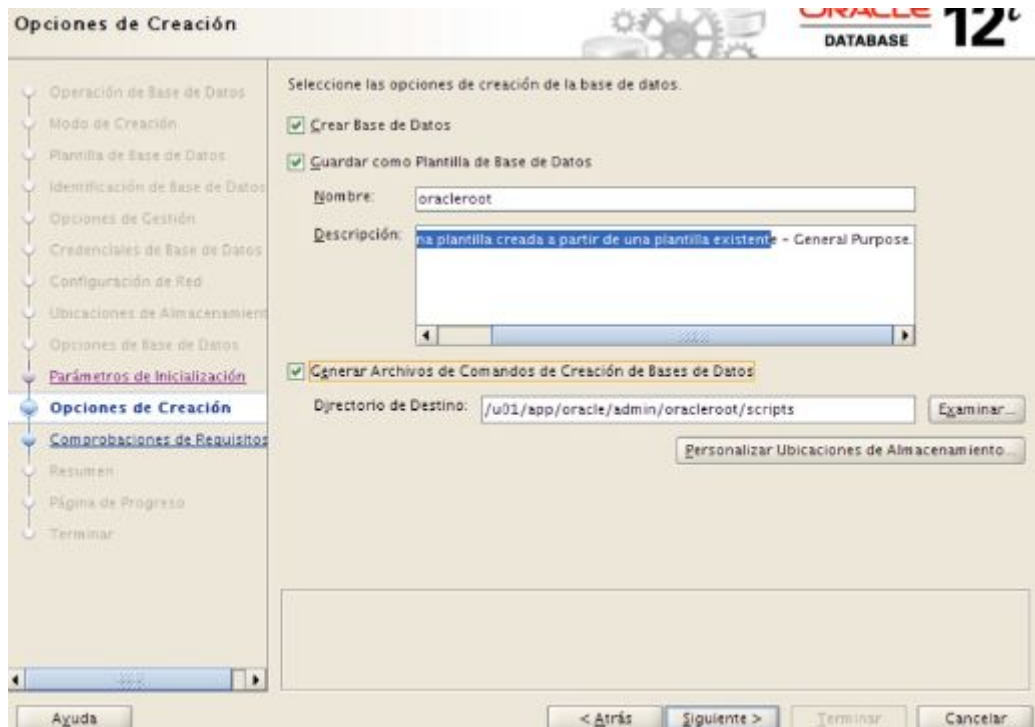 Opciones de Creación
ORACLE 12c
DATABASE
Operación de Base de Datos
Modo de Creación
Plantilla de Base de Datos
Identificación de Base de Datos
Opciones de Gestión
Credenciales de Base de Datos
Configuración de Red
Ubicaciones de Almacenamient
Opciones de Base de Datos
Parámetros de Inicialización
Opciones de Creación
Comprobaciones de Requisitos
Resumen
Página de Progreso
Terminar
Seleccione las opciones de creación de la base de datos.
Crear Base de Datos
Guardar como Plantilla de Base de Datos
Nombre: oracleroot
Descripción: na plantilla creada a partir de una plantilla existente - General Purpose.
Generar Archivos de Comandos de Creación de Bases de Datos
Directorio de Destino: /u01/app/oracle/admin/oracleroot/scripts Examinar...
Personalizar Ubicaciones de Almacenamiento...
Ayuda < Atrás Siguiente > Terminar Cancelar